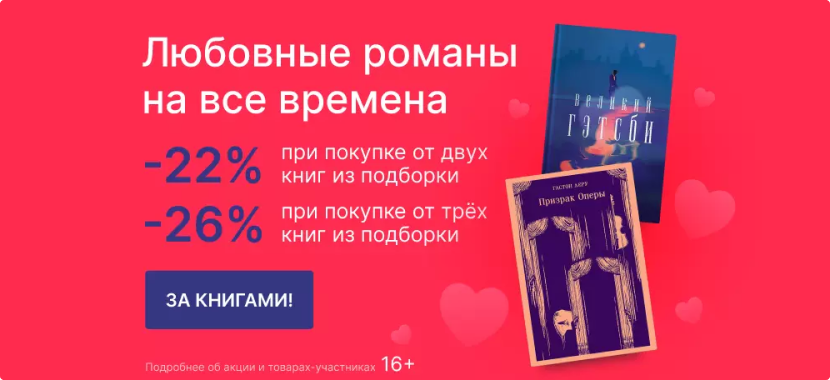 Любовные романы
на все времена
-22%
при покупке от двух
книг из подборки
-26%
при покупке от трёх
книг из подборки
ЗА КНИГАМИ!
Подробнее об акции и товарах-участниках 16+
великий
гэтсби
ГАСТОН ЛЕРУ
Призрак Оперы